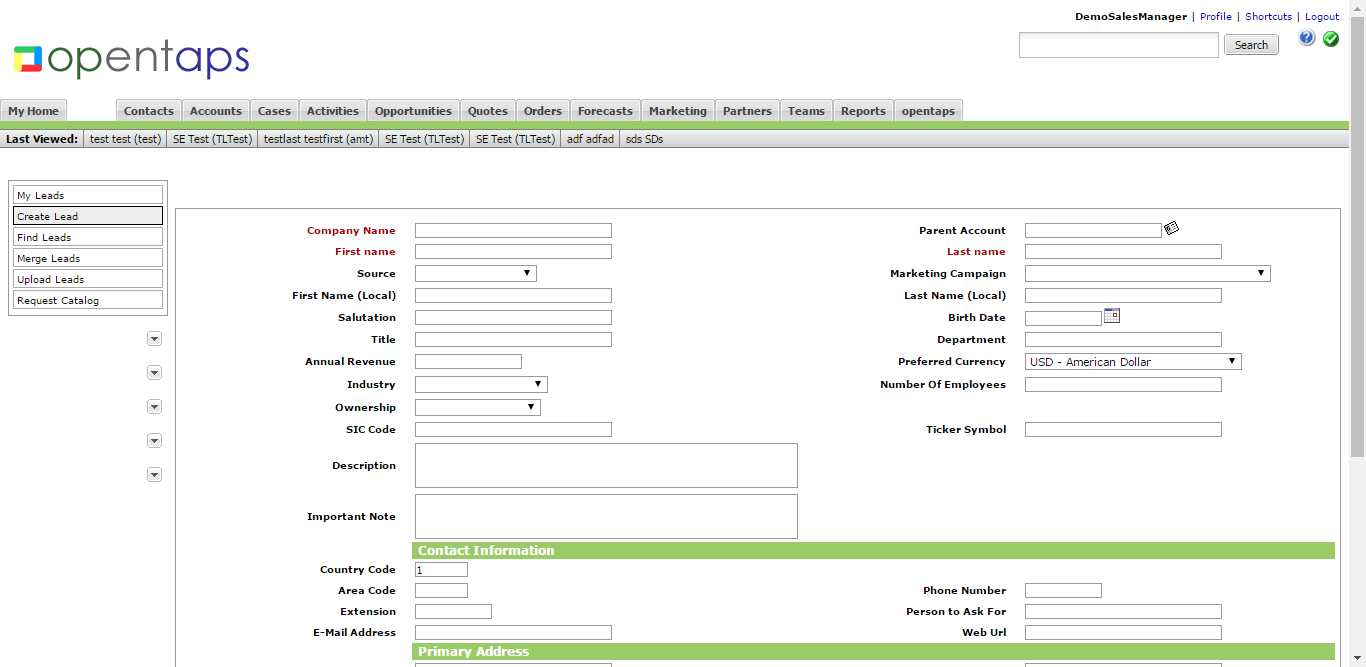 DemoSalesManager | Profile | Shortcuts | Logout
opentaps
Search
?
My Home Contacts Accounts Cases Activities Opportunities Quotes Orders Forecasts Marketing Partners Teams Reports opentaps
Last Viewed: test test (test) SE Test (TLTest) testlast testfirst (amt) SE Test (TLTest) SE Test (TLTest) adf adfad sds SDs
My Leads
Create Lead
Find Leads
Merge Leads
Upload Leads
Request Catalog
Company Name Parent Account
First name Last name
Source Marketing Campaign
First Name (Local) Last Name (Local)
Salutation Birth Date
Title Department
Annual Revenue Preferred Currency USD - American Dollar
Industry Number Of Employees
Ownership
SIC Code Ticker Symbol
Description
Important Note
Contact Information
Country Code 1
Area Code Phone Number
Extension Person to Ask For
E-Mail Address Web Url
Primary Address